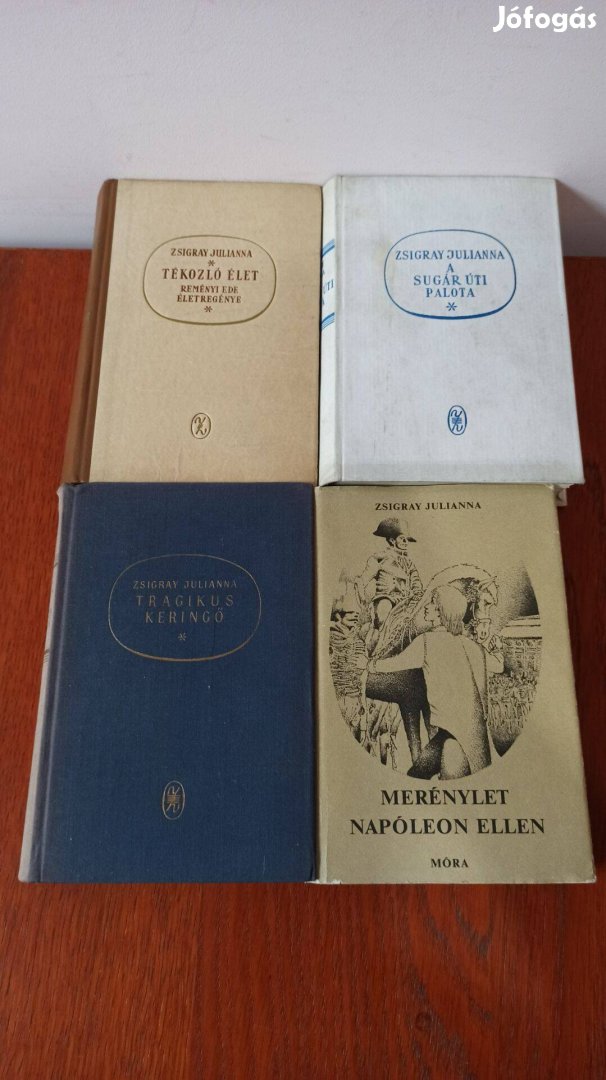 Jófogás
ZSIGRAY JULIANNA
*
TÉKOZLÓ ÉLET
REMÉNYI EDE
ÉLETREGÉNYE
*
ZSIGRAY JULIANNA
A
SUGÁR ÚTI
PALOTA
*
ZSIGRAY JULIANNA
TRAGIKUS
KERINGŐ
*
ZSIGRAY JULIANNA
MERÉNYLET
NAPÓLEON ELLEN
MÓRA